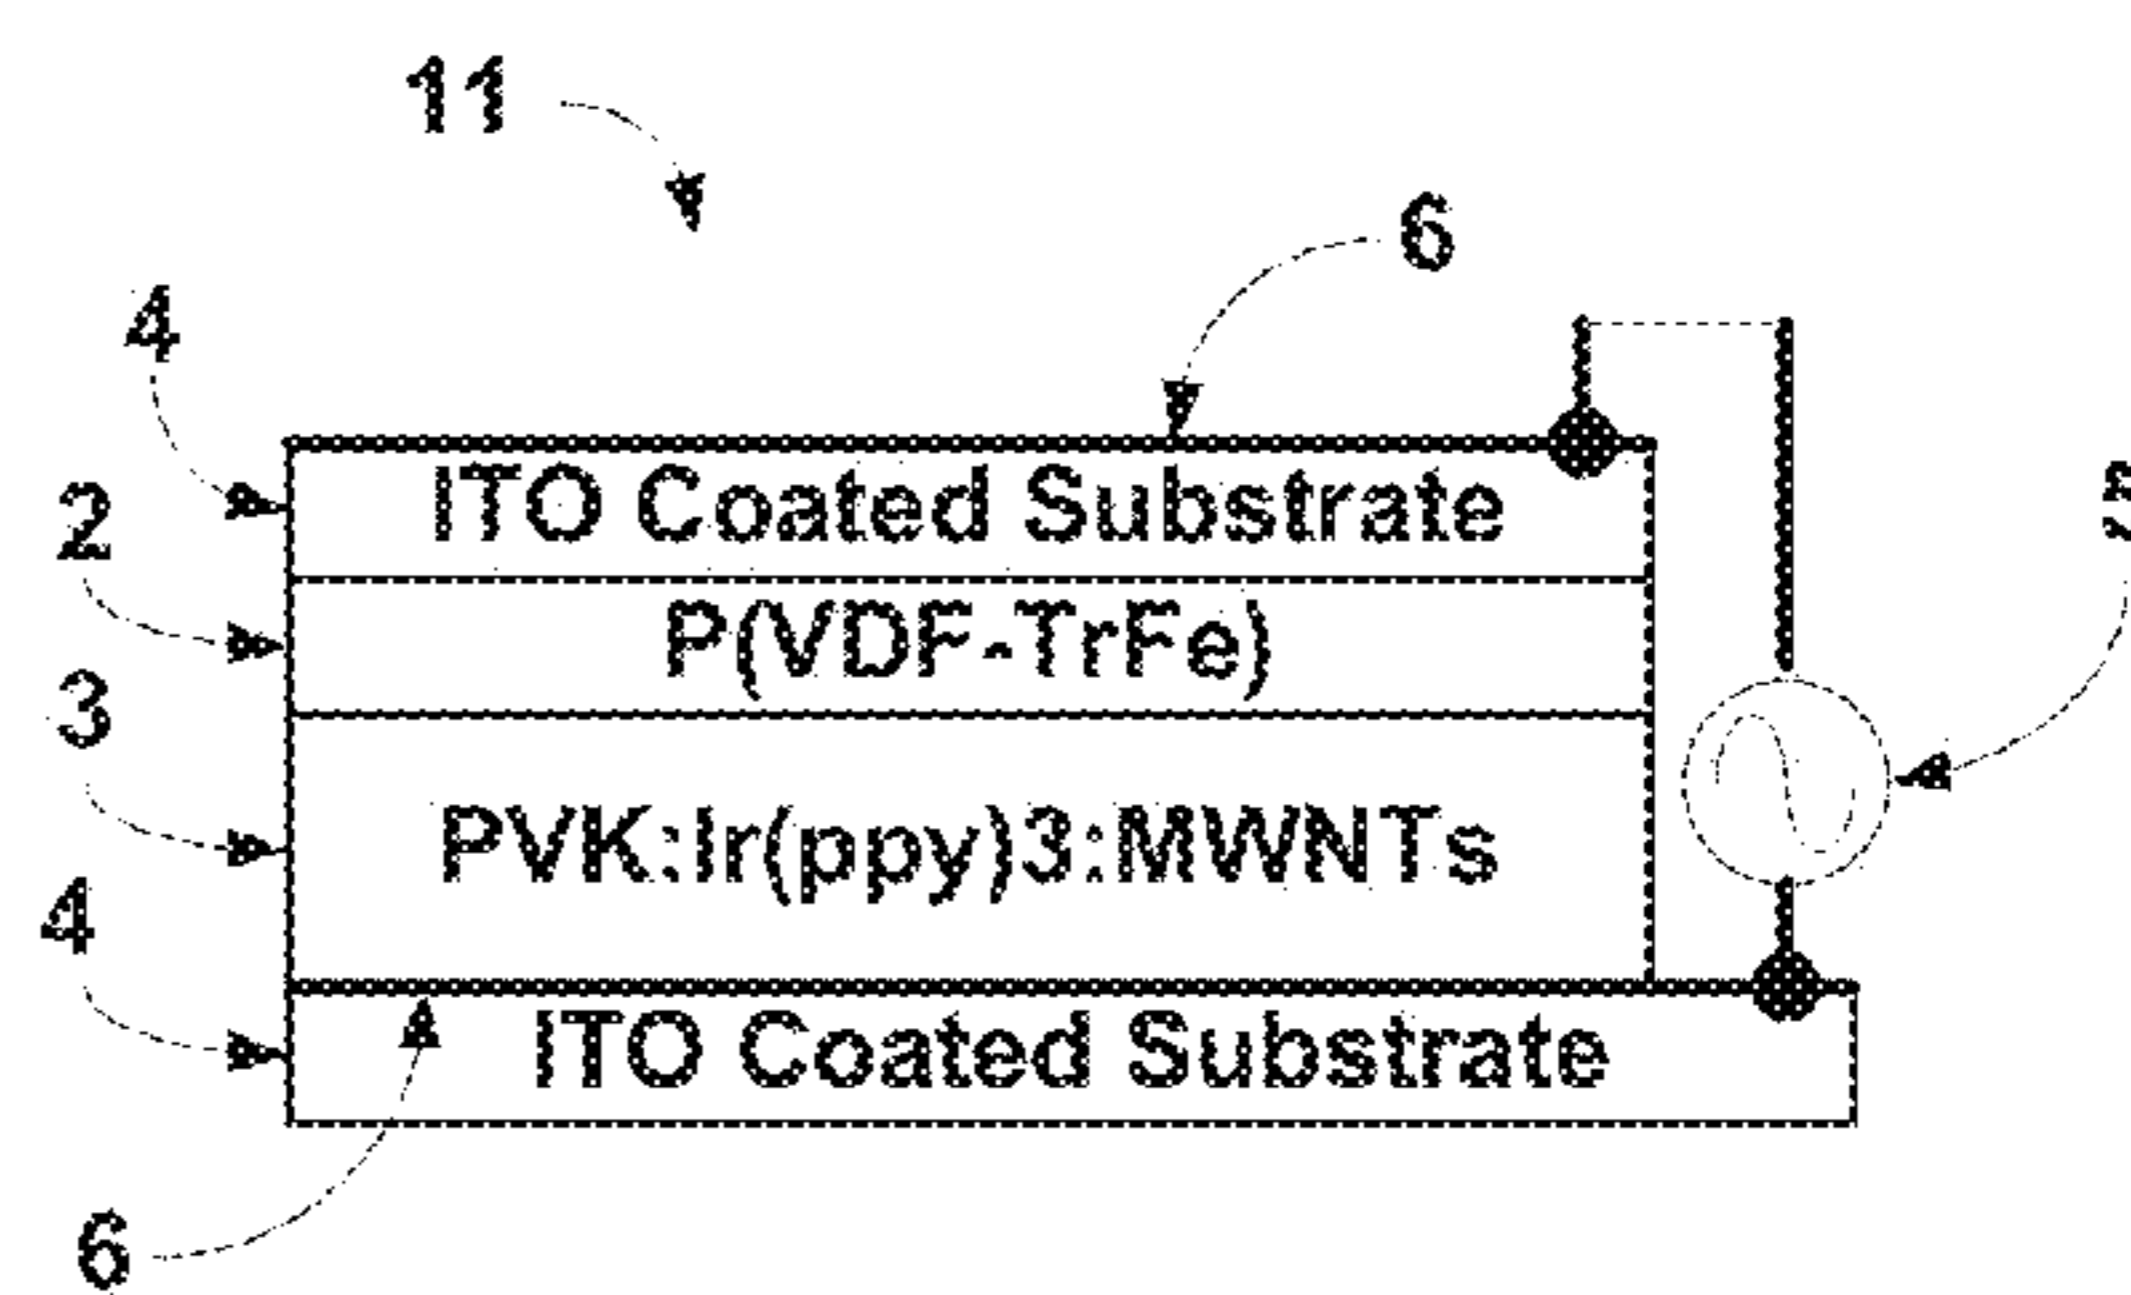 11
6
4
ITO Coated Substrate
2
P(VDF-TrFe)
3
PVK:Ir(ppy)3:MWNTs
4
ITO Coated Substrate
6